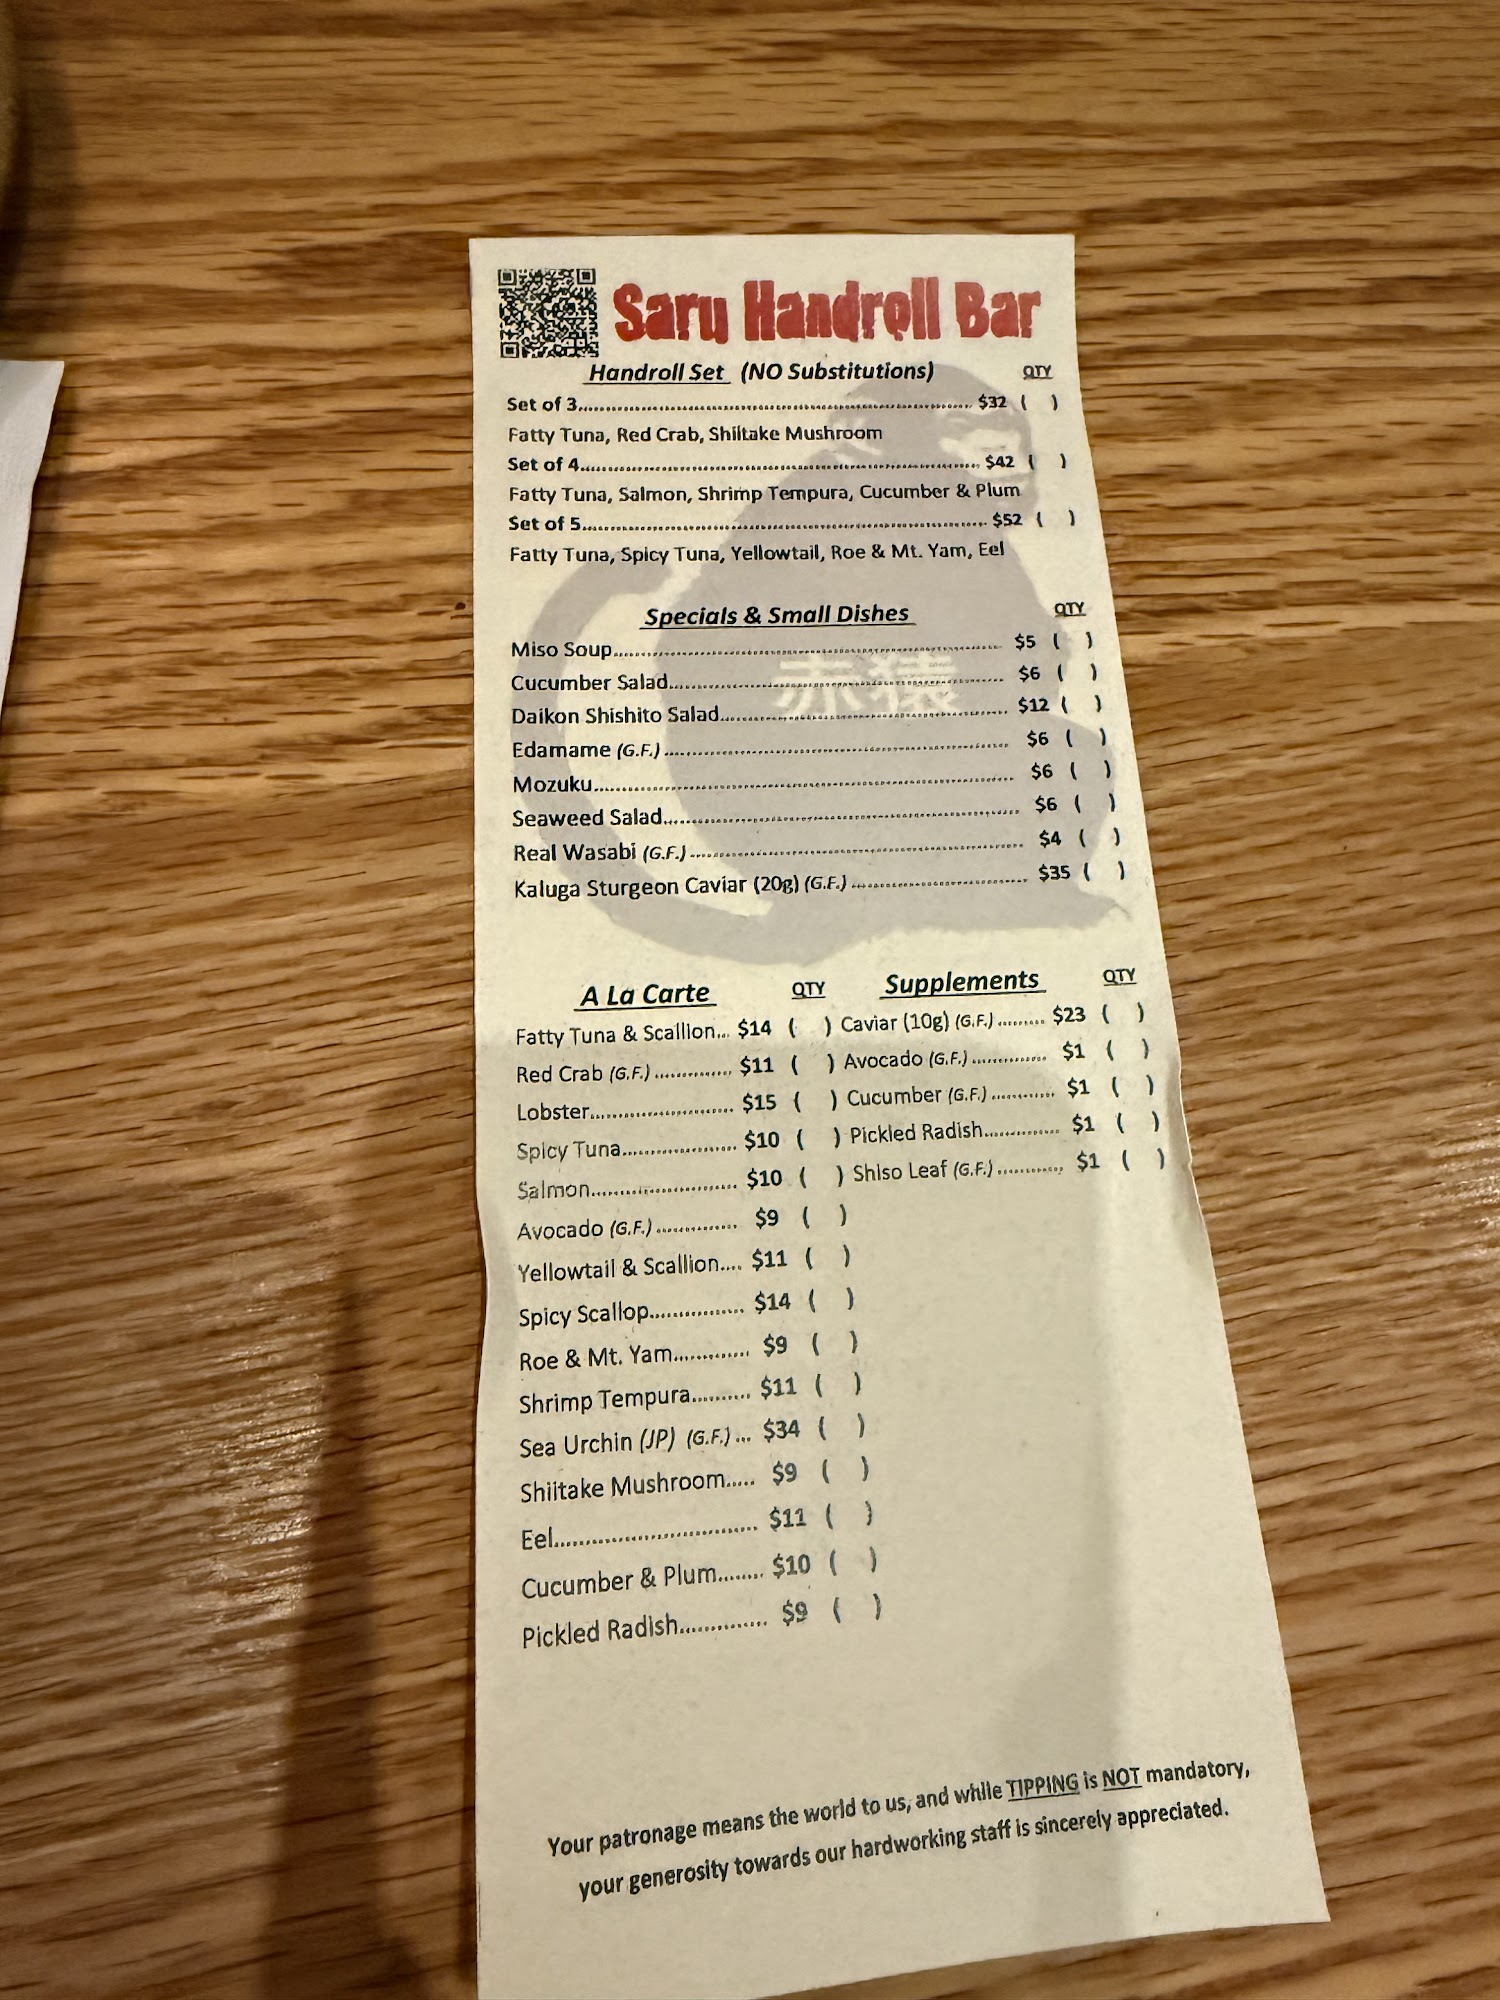 Saru Handroll Bar
Handroll Set (NO Substitutions) QTY
Set of 3.......... $32 ( )
Fatty Tuna, Red Crab, Shiitake Mushroom
Set of 4.......... $42 ( )
Fatty Tuna, Salmon, Shrimp Tempura, Cucumber & Plum
Set of 5.......... $52 ( )
Fatty Tuna, Spicy Tuna, Yellowtail, Roe & Mt. Yam, Eel
Specials & Small Dishes QTY
Miso Soup.......... $5 ( )
Cucumber Salad.......... $6 ( )
赤猿
Daikon Shishito Salad.......... $12 ( )
Edamame (G.F.).......... $6 ( )
Mozuku.......... $6 ( )
Seaweed Salad.......... $6 ( )
Real Wasabi (G.F.).......... $4 ( )
Kaluga Sturgeon Caviar (20g) (G.F.).......... $35 ( )
A La Carte QTY
Fatty Tuna & Scallion... $14 ( )
Red Crab (G.F.).......... $11 ( )
Lobster.......... $15 ( )
Spicy Tuna.......... $10 ( )
Salmon.......... $10 ( )
Avocado (G.F.).......... $9 ( )
Yellowtail & Scallion.... $11 ( )
Spicy Scallop.......... $14 ( )
Roe & Mt. Yam.......... $9 ( )
Shrimp Tempura.......... $11 ( )
Sea Urchin (JP) (G.F.)... $34 ( )
Shiitake Mushroom..... $9 ( )
Eel.......... $11 ( )
Cucumber & Plum........ $10 ( )
Pickled Radish.......... $9 ( )
Supplements QTY
Caviar (10g) (G.F.)......... $23 ( )
Avocado (G.F.).......... $1 ( )
Cucumber (G.F.).......... $1 ( )
Pickled Radish.......... $1 ( )
Shiso Leaf (G.F.).......... $1 ( )
Your patronage means the world to us, and while TIPPING is NOT mandatory,
your generosity towards our hardworking staff is sincerely appreciated.